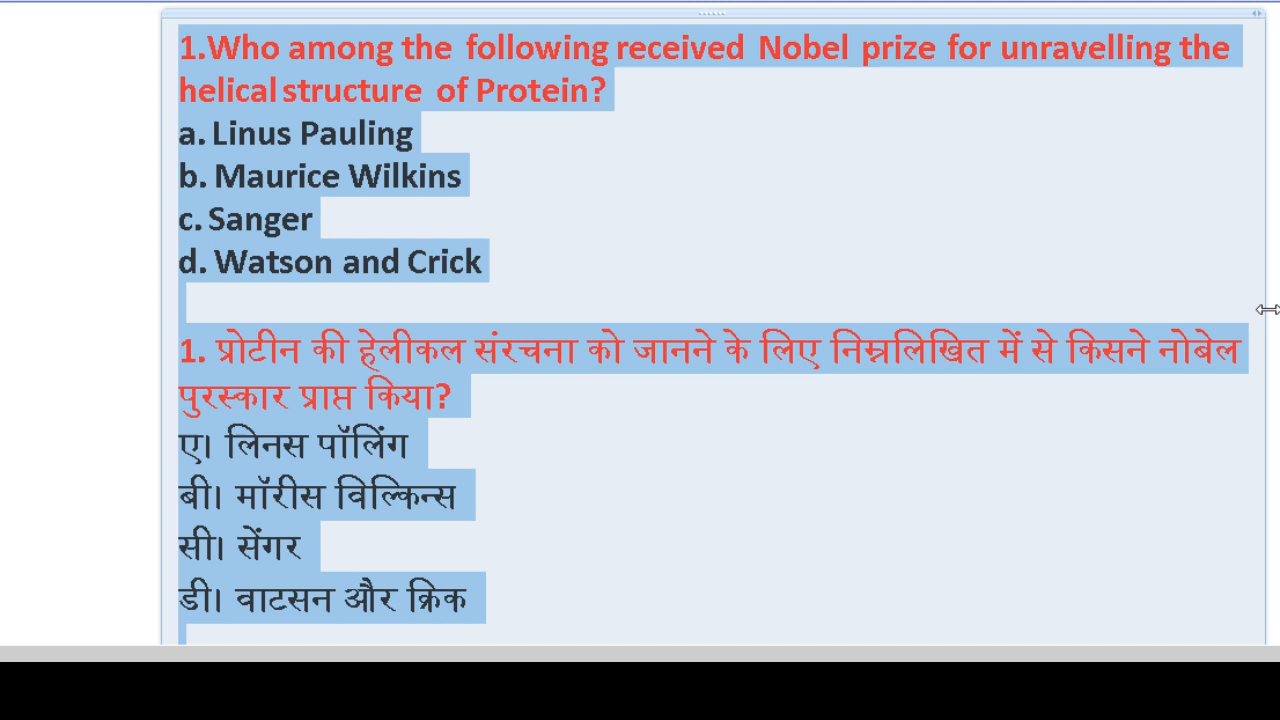 1.Who among the following received Nobel prize for unravelling the
helical structure of Protein?
a. Linus Pauling
b. Maurice Wilkins
c. Sanger
d. Watson and Crick
1. प्रोटीन की हेलीकल संरचना को जानने के लिए निम्नलिखित में से किसने नोबेल
पुरस्कार प्राप्त किया?
ए। लिनस पॉलिंग
बी। मॉरीस विल्किन्स
सी। सेंगर
डी। वाटसन और क्रिक